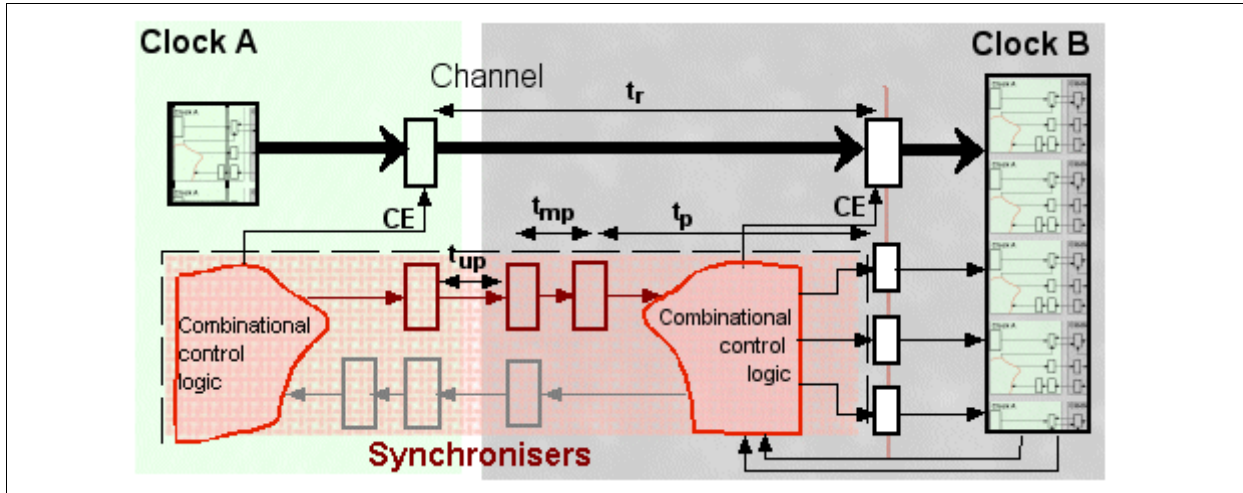 Clock A
Clock B
Channel
tr
CE
tmp
tp
CE
tup
Combinational
control
logic
Combinational
control
logic
Synchronisers